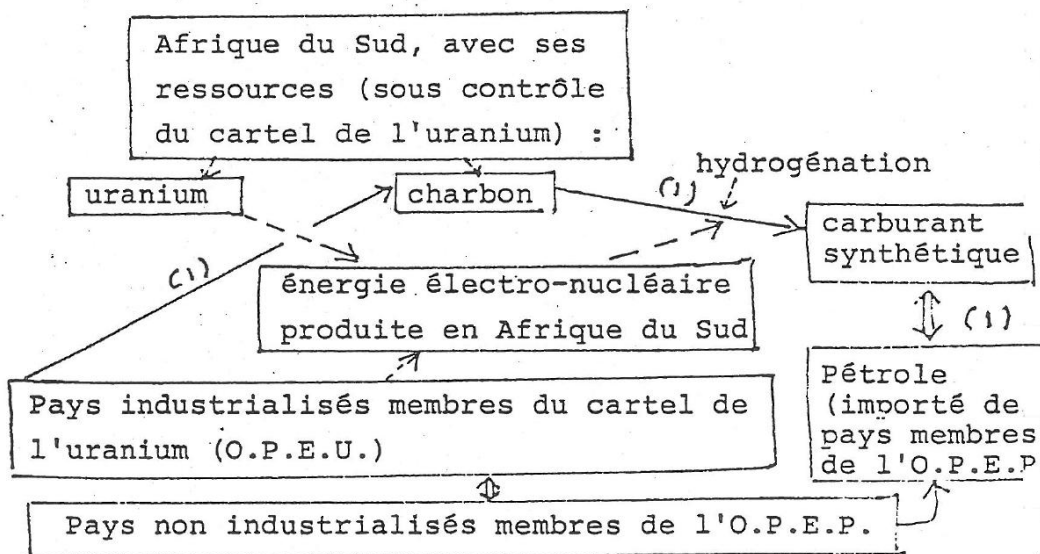 Afrique du Sud, avec ses
ressources (sous contrôle
du cartel de l'uranium) :
hydrogénation
uranium
charbon
(1)
carburant
synthétique
(1)
énergie électro-nucléaire
produite en Afrique du Sud
(1)
Pays industrialisés membres du cartel de
l'uranium (O.P.E.U.)
Pétrole
(importé de
pays membres
de l'O.P.E.P
Pays non industrialisés membres de l'O.P.E.P.